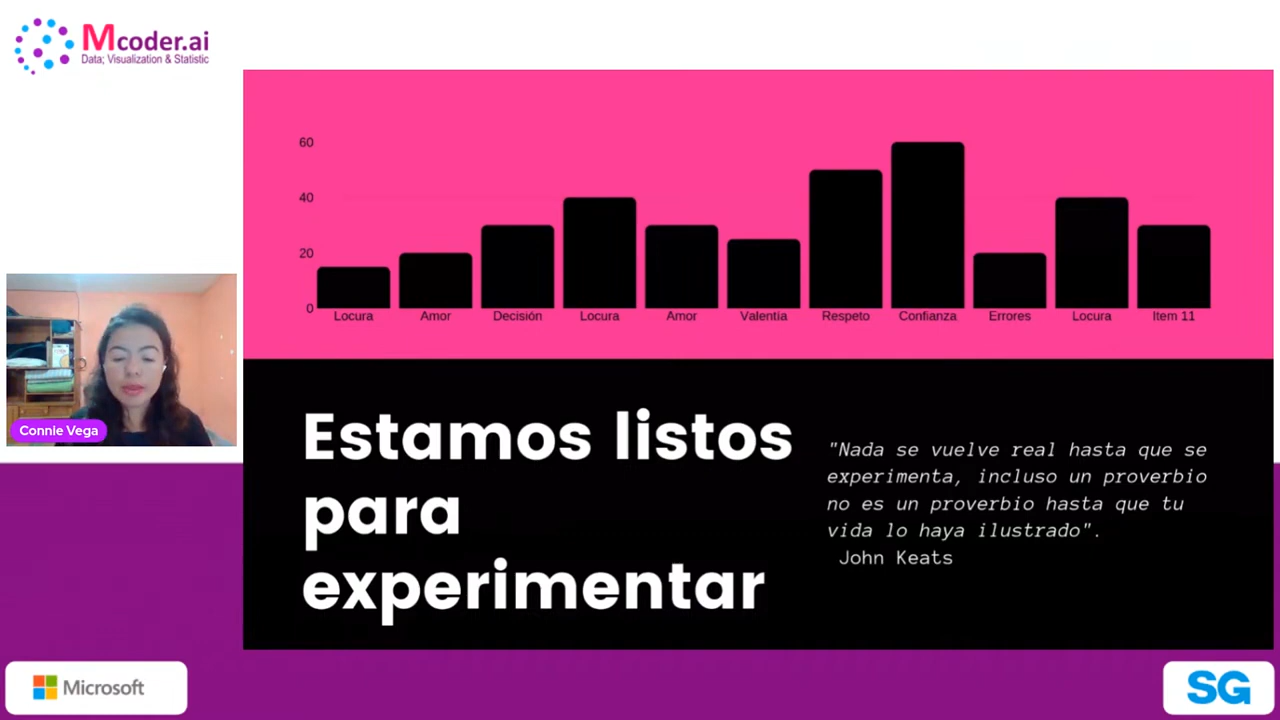 Mcoder.ai
Data; Visualization & Statistic
60
40
20
0
Locura Amor Decisión Locura Amor Valentía Respeto Confianza Errores Locura Item 11
Connie Vega
Estamos listos
para
experimentar
"Nada se vuelve real hasta que se
experimenta, incluso un proverbio
no es un proverbio hasta que tu
vida lo haya ilustrado".
John Keats
Microsoft
SG